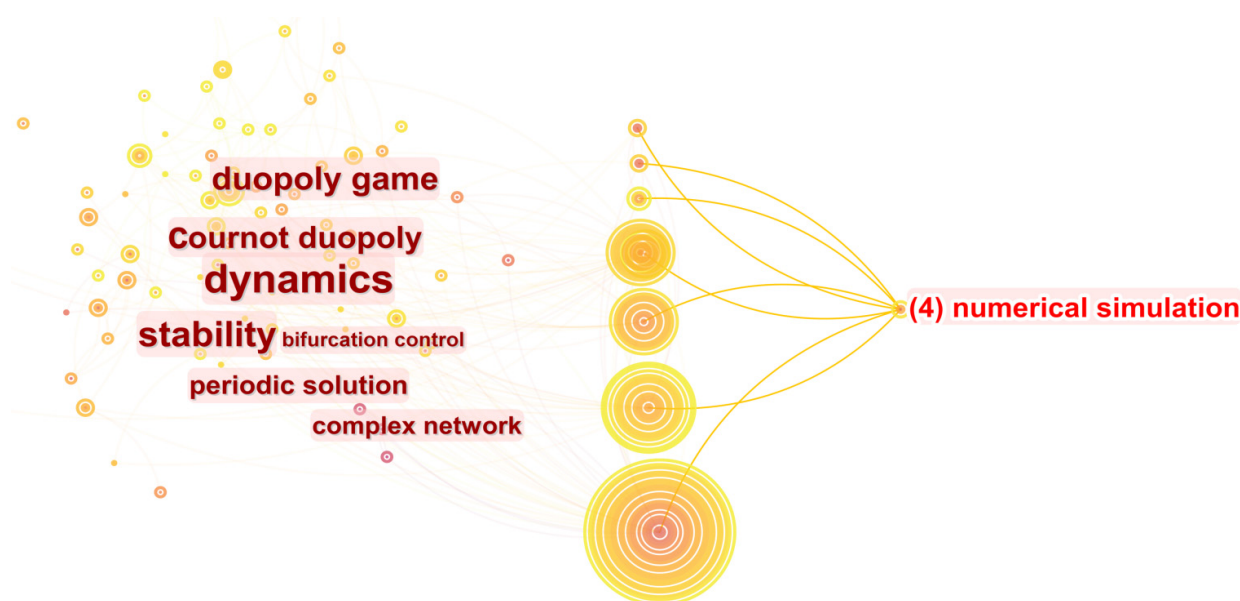 duopoly game
Cournot duopoly
dynamics
(4) numerical simulation
stability
bifurcation control
periodic solution
complex network